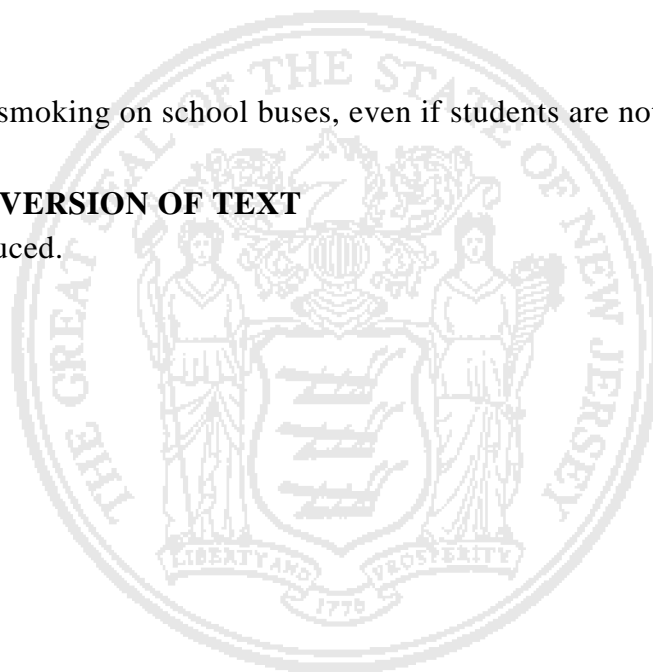 smoking on school buses, even if students are no
VERSION OF TEXT
uced.
THE GREAT SEAL OF THE STATE OF NEW JERSEY
LIBERTY AND PROSPERITY
1776